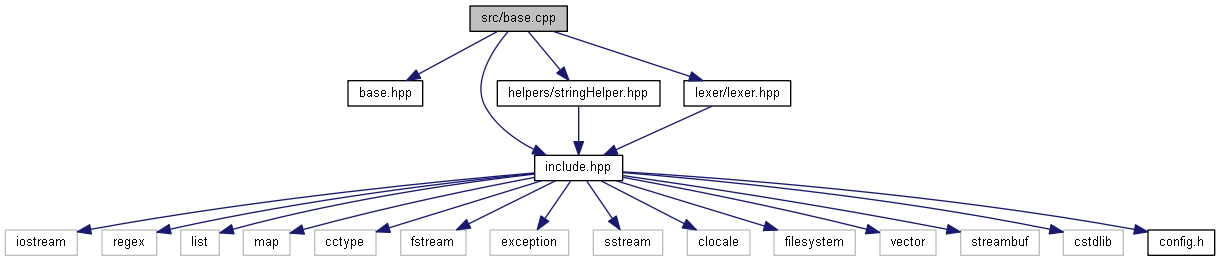 src/base.cpp
base.hpp
helpers/stringHelper.hpp
lexer/lexer.hpp
include.hpp
iostream
regex
list
map
cctype
fstream
exception
sstream
clocale
filesystem
vector
streambuf
cstdlib
config.h